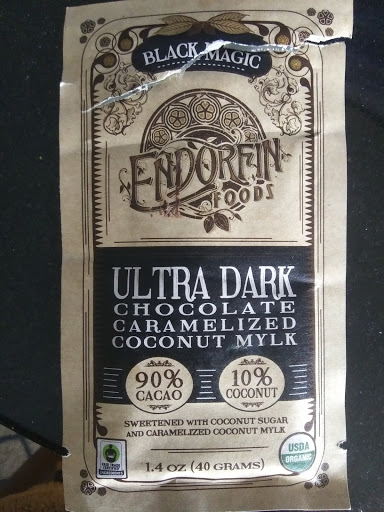 BLACK MAGIC
ENDORFIN
FOODS
ULTRA DARK
CHOCOLATE
CARAMELIZED
COCONUT MYLK
90%
CACAO
10%
COCONUT
SWEETENED WITH COCONUT SUGAR
AND CARAMELIZED COCONUT MYLK
USDA
ORGANIC
1.4 OZ (40 GRAMS)